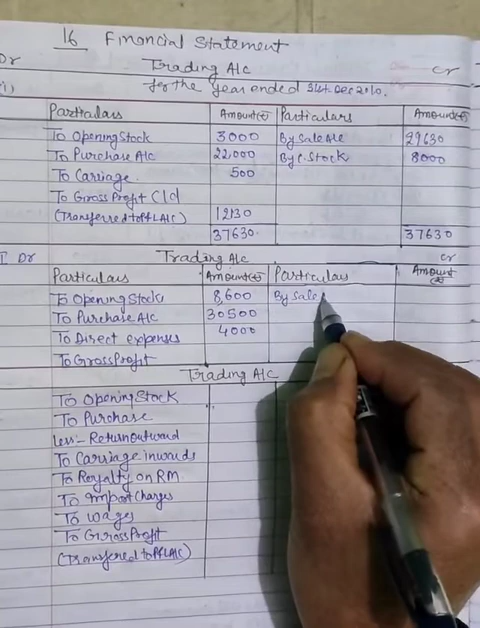 16 Financial Statement
Dr Trading A/c Cr
for the year ended 31st Dec 2010.
Particulars Amount(₹) Particulars Amount(₹)
To Opening Stock 3000 By Sale A/c 29630
To Purchase A/c 22000 By C. Stock 8000
To Carriage 500
To Gross Profit C/d
(Transferred to P&L A/c) 12130
37630 37630
I Dr Trading A/c Cr
Particulars Amount(₹) Particulars Amount (₹)
To Opening Stock 8,600 By Sale
To Purchase A/c 30500
To Direct expenses 4000
To Gross Profit
Trading A/c
To Opening Stock
To Purchase
Less:- Return outward
To Carriage inwards
To Royalty on RM
To Import Charges
To Wages
To Gross Profit
(Transferred to P&L A/c)